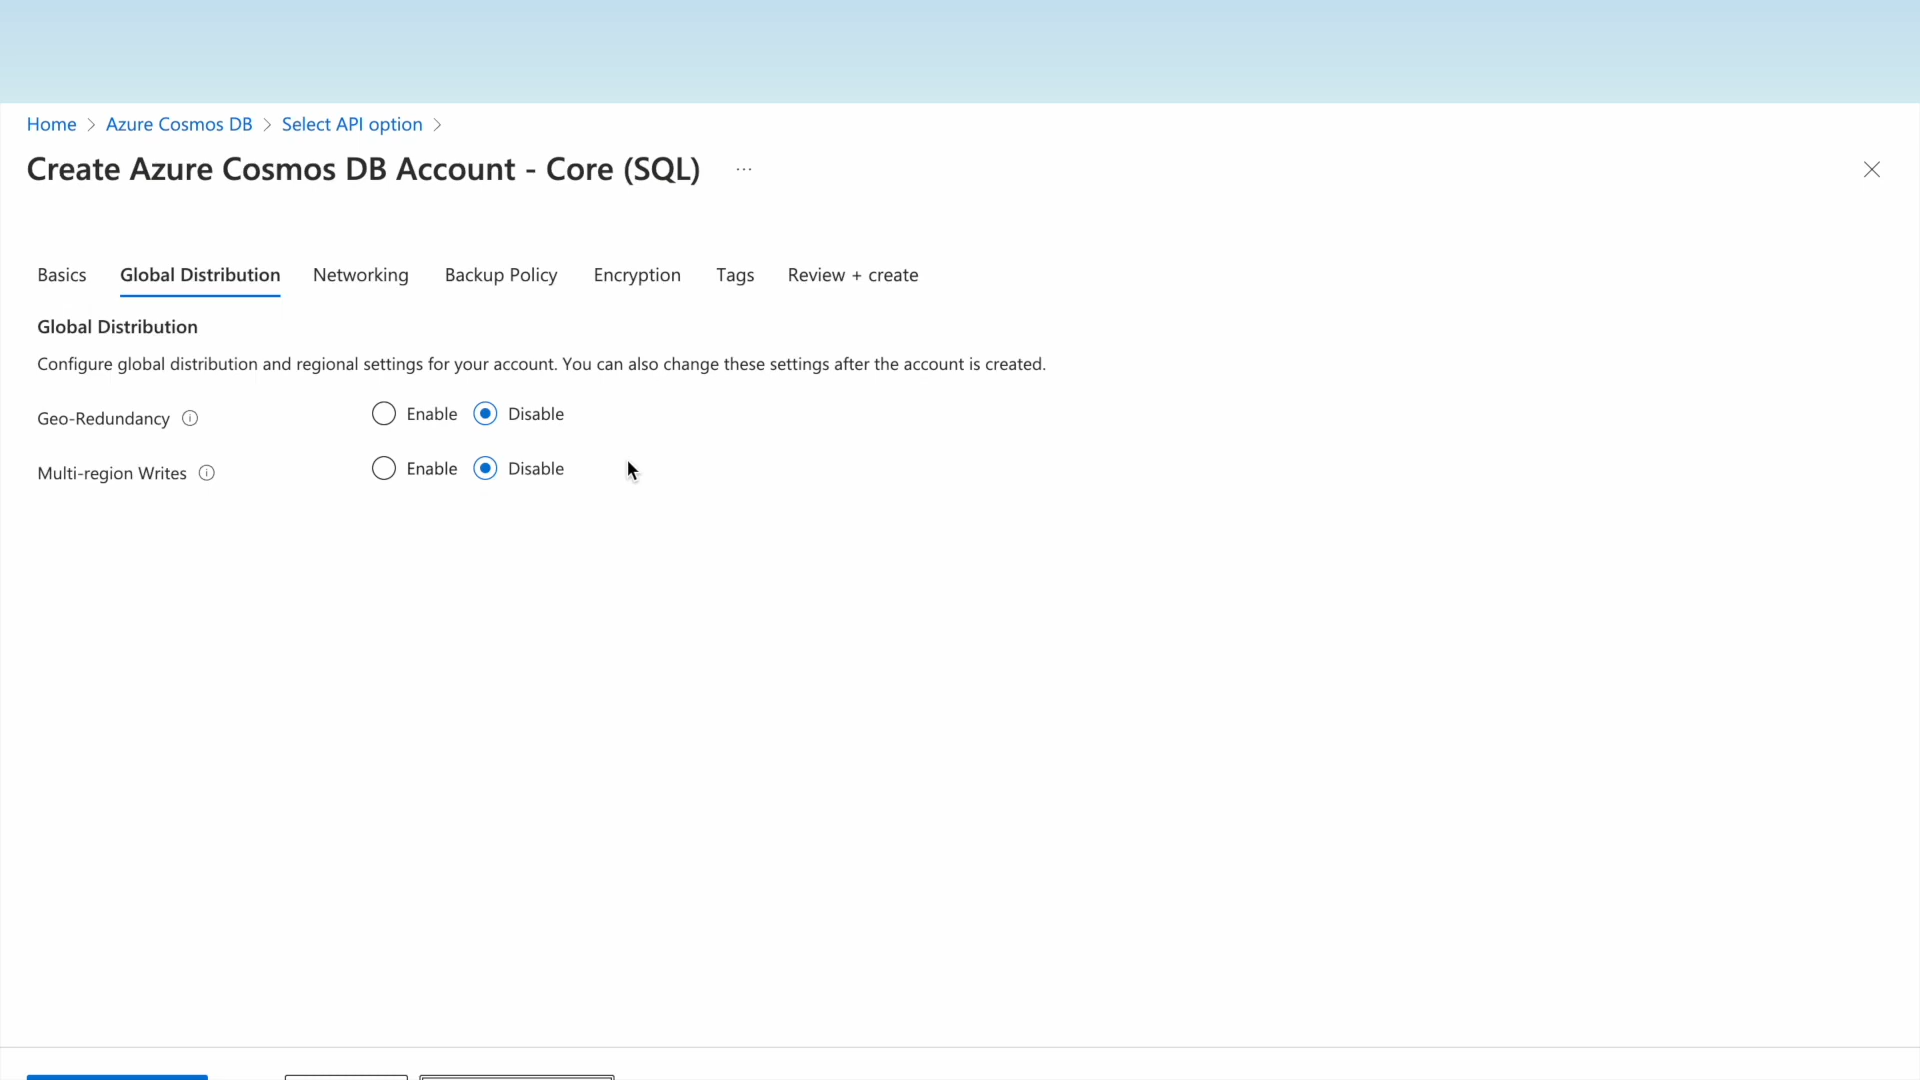 Home > Azure Cosmos DB > Select API option >
Create Azure Cosmos DB Account - Core (SQL) ...
Basics Global Distribution Networking Backup Policy Encryption Tags Review + create
Global Distribution
Configure global distribution and regional settings for your account. You can also change these settings after the account is created.
Geo-Redundancy Enable Disable
Multi-region Writes Enable Disable